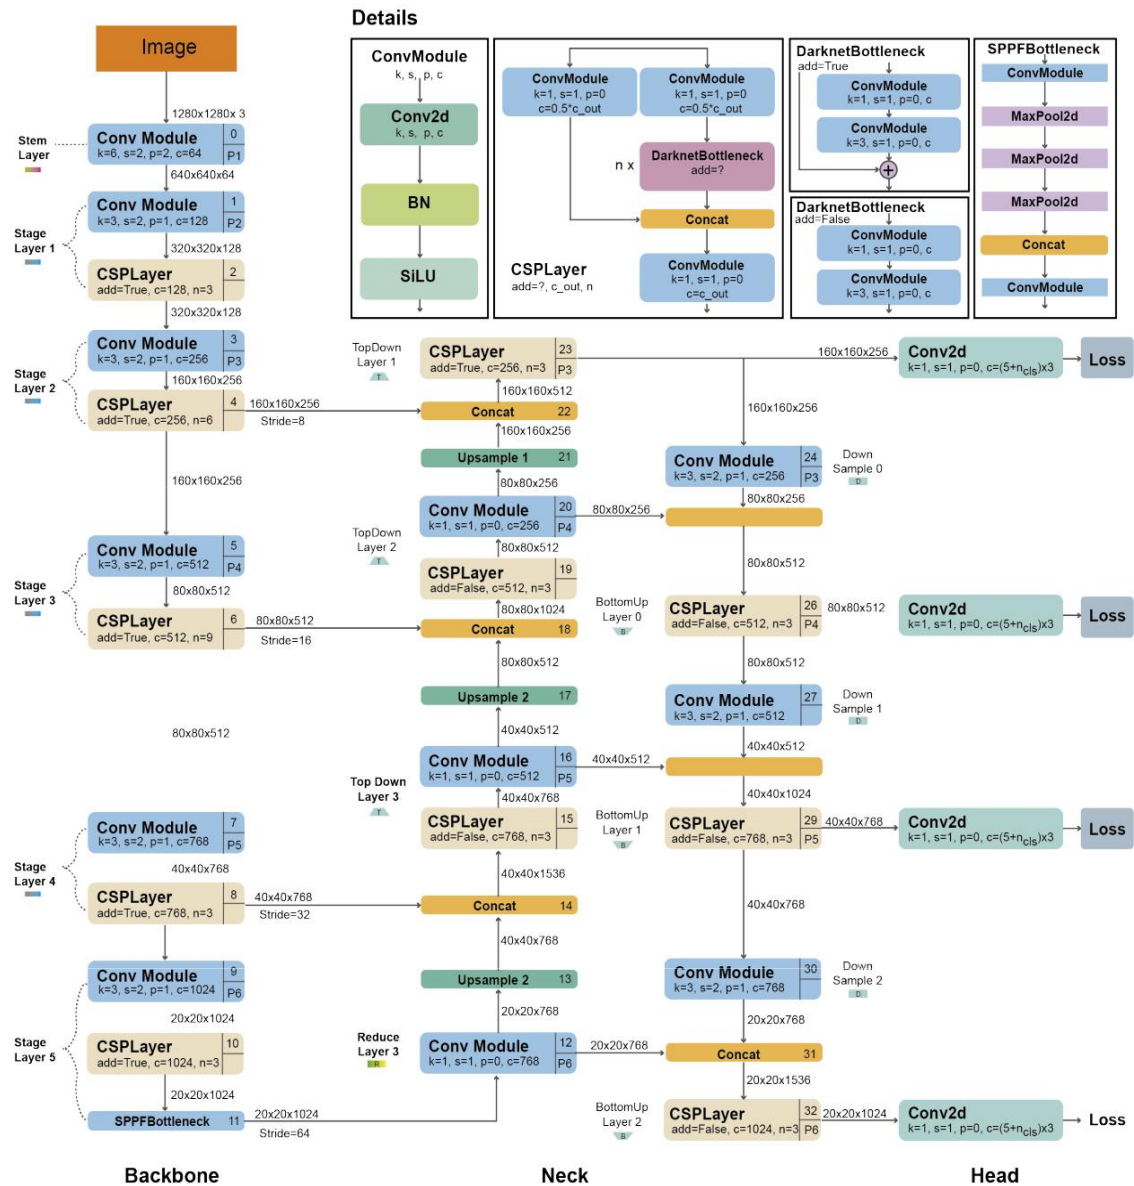 Details
Image
1280x1280x 3
Stem
Layer
Conv Module
k=6, s=2, p=2, c=64
0
P1
640x640x64
Stage
Layer 1
Conv Module
k=3, s=2, p=1, c=128
1
P2
320x320x128
CSPLayer
add=True, c=128, n=3
2
320x320x128
Stage
Layer 2
Conv Module
k=3, s=2, p=1, c=256
3
P3
160x160x256
CSPLayer
add=True, c=256, n=6
4
160x160x256
Stride=8
160x160x256
Stage
Layer 3
Conv Module
k=3, s=2, p=1, c=512
5
P4
80x80x512
CSPLayer
add=True, c=512, n=9
6
80x80x512
Stride=16
80x80x512
Stage
Layer 4
Conv Module
k=3, s=2, p=1, c=768
7
P5
40x40x768
CSPLayer
add=True, c=768, n=3
8
40x40x768
Stride=32
Stage
Layer 5
Conv Module
k=3, s=2, p=1, c=1024
9
P6
20x20x1024
CSPLayer
add=True, c=1024, n=3
10
20x20x1024
SPPFBottleneck
11
20x20x1024
Stride=64
Backbone
ConvModule
k, s, p, c
Conv2d
k, s, p, c
BN
SiLU
ConvModule
k=1, s=1, p=0
c=0.5*c_out
ConvModule
k=1, s=1, p=0
c=0.5*c_out
n x
DarknetBottleneck
add=?
Concat
CSPLayer
add=?, c_out, n
ConvModule
k=1, s=1, p=0
c=c_out
DarknetBottleneck
add=True
ConvModule
k=1, s=1, p=0, c
ConvModule
k=3, s=1, p=0, c
+
DarknetBottleneck
add=False
ConvModule
k=1, s=1, p=0, c
ConvModule
k=3, s=1, p=0, c
SPPFBottleneck
ConvModule
MaxPool2d
MaxPool2d
MaxPool2d
Concat
ConvModule
TopDown
Layer 1
T
CSPLayer
add=True, c=256, n=3
23
P3
160x160x512
Concat
22
160x160x256
Upsample 1
21
80x80x256
TopDown
Layer 2
T
Conv Module
k=1, s=1, p=0, c=256
20
P4
80x80x256
80x80x512
CSPLayer
add=False, c=512, n=3
19
80x80x1024
Concat
18
80x80x512
Upsample 2
17
40x40x512
Top Down
Layer 3
T
Conv Module
k=1, s=1, p=0, c=512
16
P5
40x40x512
40x40x768
CSPLayer
add=False, c=768, n=3
15
40x40x1536
Concat
14
40x40x768
Upsample 2
13
20x20x768
Reduce
Layer 3
R
Conv Module
k=1, s=1, p=0, c=768
12
P6
20x20x768
Neck
160x160x256
Conv2d
k=1, s=1, p=0, c=(5+ncls)x3
Loss
160x160x256
Conv Module
k=3, s=2, p=1, c=256
24
P3
Down
Sample 0
D
80x80x256
80x80x512
BottomUp
Layer 0
B
CSPLayer
add=False, c=512, n=3
26
P4
80x80x512
Conv2d
k=1, s=1, p=0, c=(5+ncls)x3
Loss
80x80x512
Conv Module
k=3, s=2, p=1, c=512
27
Down
Sample 1
D
40x40x512
40x40x1024
BottomUp
Layer 1
B
CSPLayer
add=False, c=768, n=3
29
P5
40x40x768
Conv2d
k=1, s=1, p=0, c=(5+ncls)x3
Loss
40x40x768
Conv Module
k=3, s=2, p=1, c=768
30
Down
Sample 2
D
20x20x768
Concat
31
20x20x1536
BottomUp
Layer 2
B
CSPLayer
add=False, c=1024, n=3
32
P6
20x20x1024
Conv2d
k=1, s=1, p=0, c=(5+ncls)x3
Loss
Head